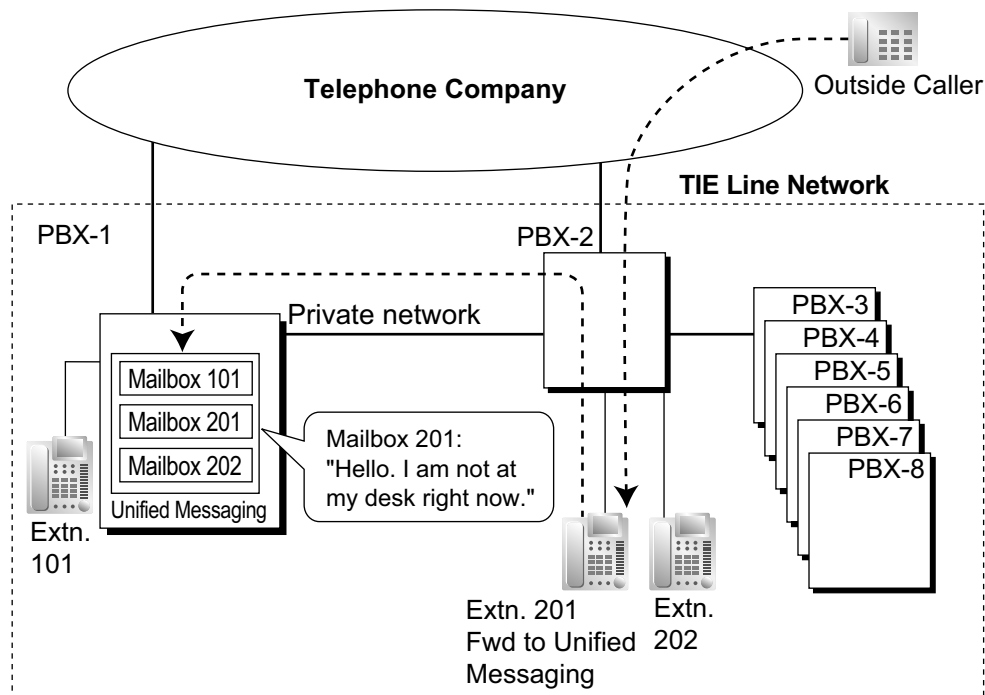 Telephone Company
Outside Caller
TIE Line Network
PBX-1
PBX-2
Private network
PBX-3
PBX-4
PBX-5
PBX-6
PBX-7
PBX-8
Mailbox 101
Mailbox 201
Mailbox 202
Unified Messaging
Mailbox 201:
"Hello. I am not at
my desk right now."
Extn.
101
Extn. 201
Fwd to Unified
Messaging
Extn.
202